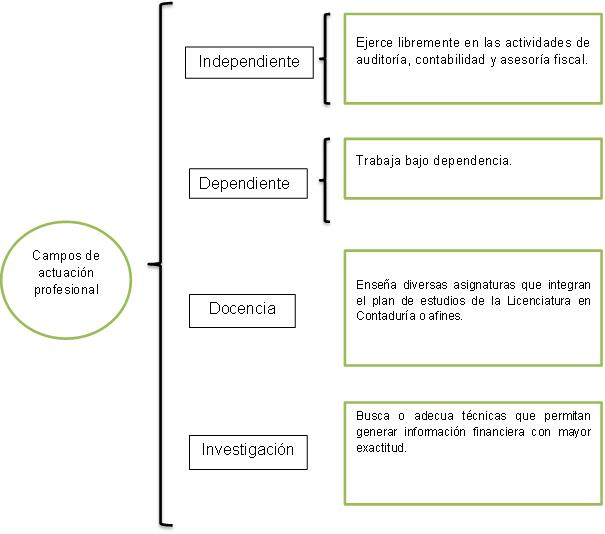 Campos de
actuación
profesional
Independiente
Ejerce libremente en las actividades de
auditoría, contabilidad y asesoría fiscal.
Dependiente
Trabaja bajo dependencia.
Docencia
Enseña diversas asignaturas que integran
el plan de estudios de la Licenciatura en
Contaduría o afines.
Investigación
Busca o adecua técnicas que permitan
generar información financiera con mayor
exactitud.